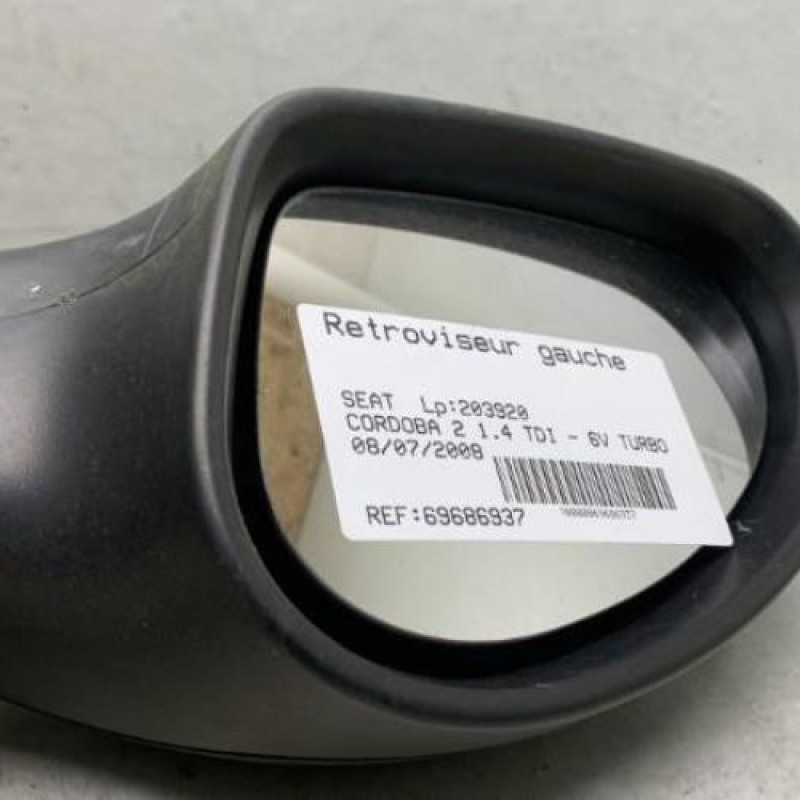 Retroviseur gauche
SEAT Lp:203920
CORDOBA 2 1.4 TDI - 6V TURBO
08/07/2008
REF:69686937